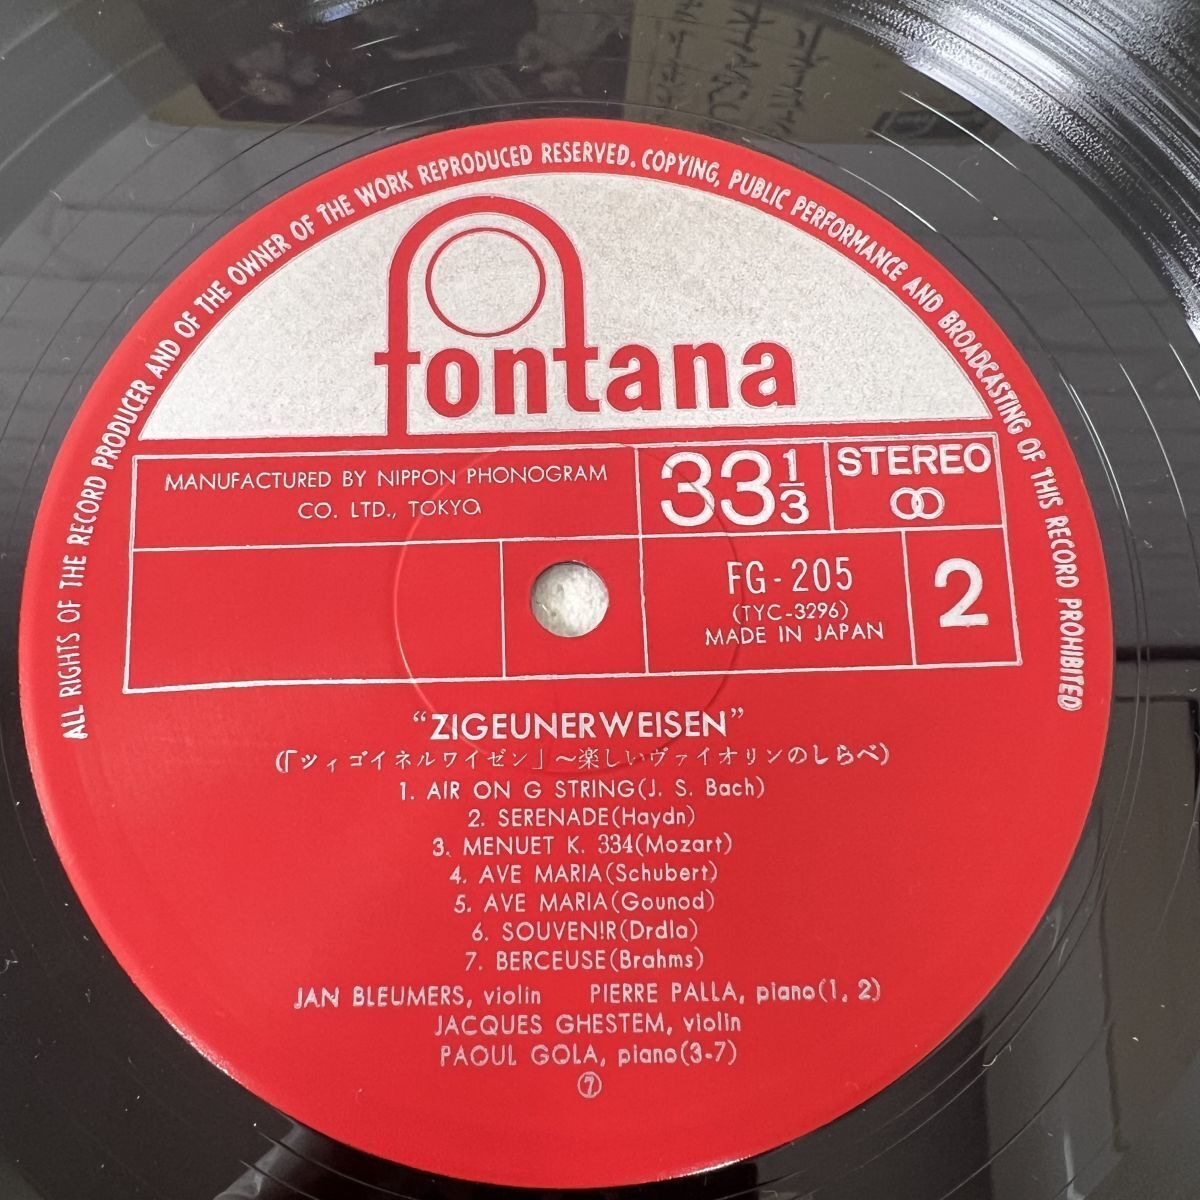 ALL RIGHTS OF THE RECORD PRODUCER AND OF THE OWNER OF THE WORK REPRODUCED RESERVED. COPYING, PUBLIC PERFORMANCE AND BROADCASTING OF THIS RECORD PROHIBITED
fontana
MANUFACTURED BY NIPPON PHONOGRAM
CO. LTD., TOKYO
33 1/3
STEREO
FG-205
(TYC-3296)
MADE IN JAPAN
2
“ZIGEUNERWEISEN”
(「ツィゴイネルワイゼン」〜楽しいヴァイオリンのしらべ)
1. AIR ON G STRING(J. S. Bach)
2. SERENADE(Haydn)
3. MENUET K. 334(Mozart)
4. AVE MARIA(Schubert)
5. AVE MARIA(Gounod)
6. SOUVENIR(Drdla)
7. BERCEUSE(Brahms)
JAN BLEUMERS, violin PIERRE PALLA, piano(1, 2)
JACQUES GHESTEM, violin
PAOUL GOLA, piano(3-7)
⑦